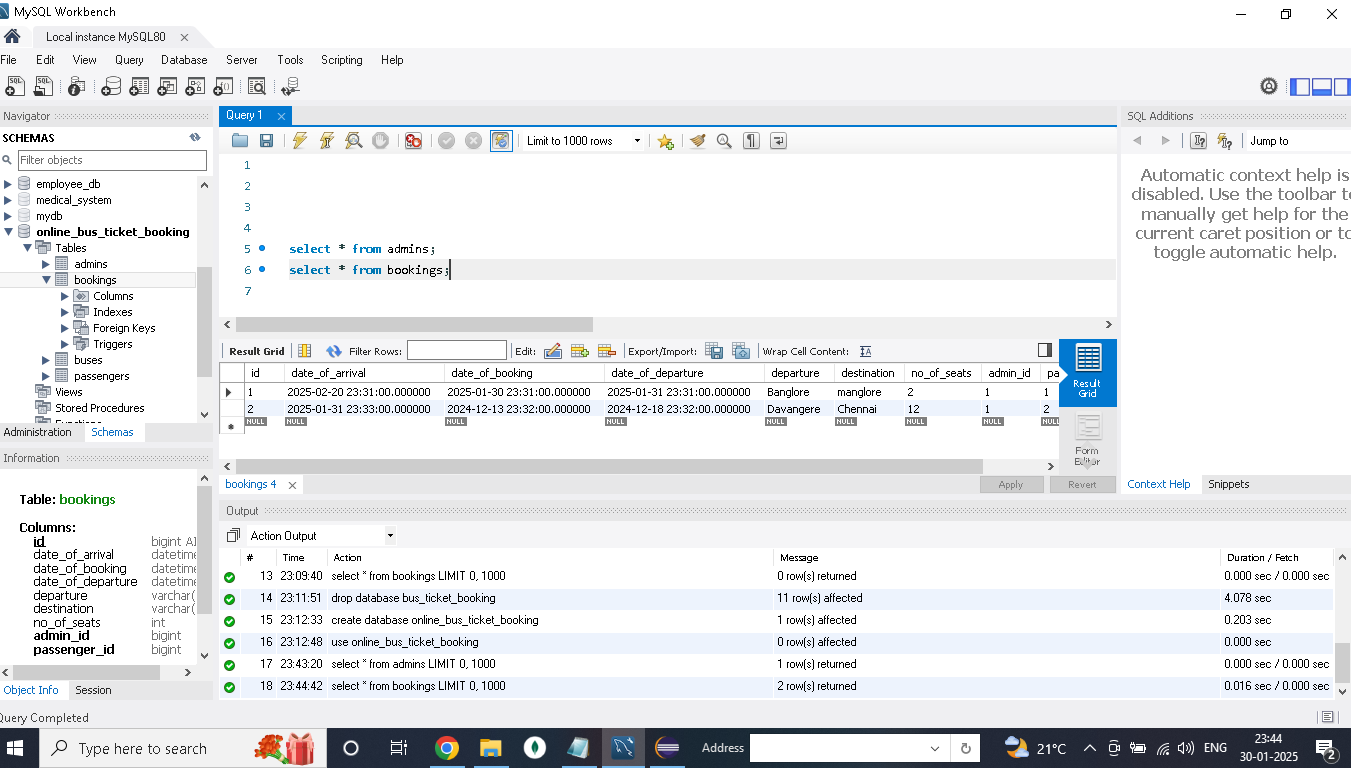 MySQL Workbench
Local instance MySQL80
File Edit View Query Database Server Tools Scripting Help
Navigator
SCHEMAS
Filter objects
employee_db
medical_system
mydb
online_bus_ticket_booking
Tables
admins
bookings
Columns
Indexes
Foreign Keys
Triggers
buses
passengers
Views
Stored Procedures
Administration Schemas
Information
Table: bookings
Columns:
id bigint AI
date_of_arrival datetime
date_of_booking datetime
date_of_departure datetime
departure varchar(
destination varchar(
no_of_seats int
admin_id bigint
passenger_id bigint
Object Info Session
Query 1
Limit to 1000 rows
1
2
3
4
5 select * from admins;
6 select * from bookings;
7
Result Grid Filter Rows: Edit: Export/Import: Wrap Cell Content:
id date_of_arrival date_of_booking date_of_departure departure destination no_of_seats admin_id pa
1 2025-02-20 23:31:00.000000 2025-01-30 23:31:00.000000 2025-01-31 23:31:00.000000 Banglore manglore 2 1 1
2 2025-01-31 23:33:00.000000 2024-12-13 23:32:00.000000 2024-12-18 23:32:00.000000 Davangere Chennai 12 1 2
NULL NULL NULL NULL NULL NULL NULL NULL NULL
Result
Grid
Form
Editor
bookings 4 Apply Revert
SQL Additions
Jump to
Automatic context help is
disabled. Use the toolbar to
manually get help for the
current caret position or to
toggle automatic help.
Context Help Snippets
Output
Action Output
# Time Action Message Duration / Fetch
13 23:09:40 select * from bookings LIMIT 0, 1000 0 row(s) returned 0.000 sec / 0.000 sec
14 23:11:51 drop database bus_ticket_booking 11 row(s) affected 4.078 sec
15 23:12:33 create database online_bus_ticket_booking 1 row(s) affected 0.203 sec
16 23:12:48 use online_bus_ticket_booking 0 row(s) affected 0.000 sec
17 23:43:20 select * from admins LIMIT 0, 1000 1 row(s) returned 0.000 sec / 0.000 sec
18 23:44:42 select * from bookings LIMIT 0, 1000 2 row(s) returned 0.016 sec / 0.000 sec
Query Completed
Type here to search
Address
21°C
ENG
23:44
30-01-2025
2